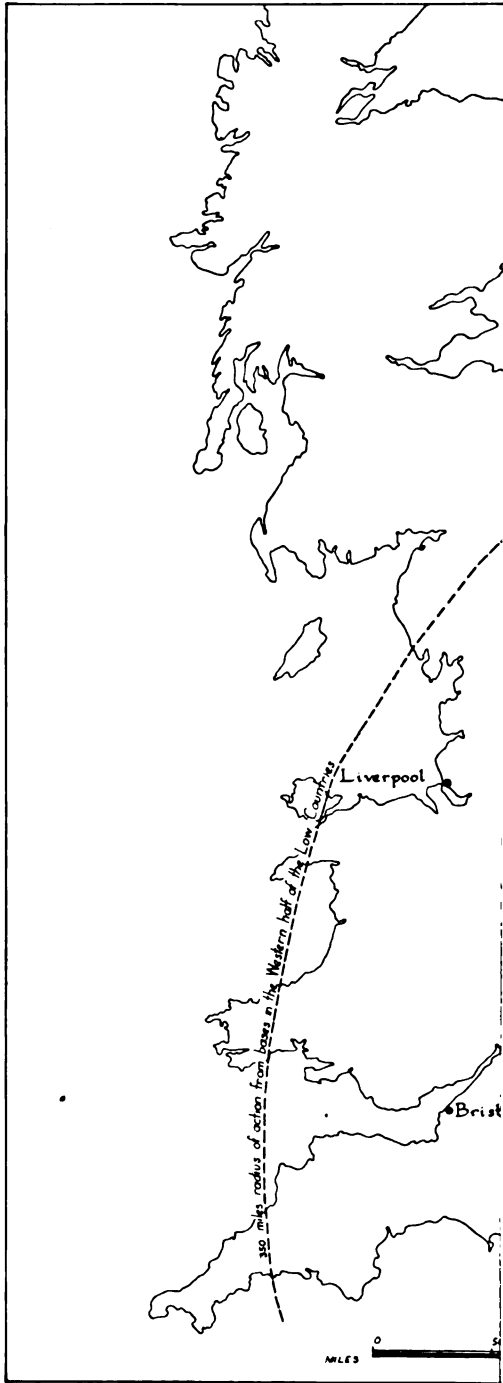 Liverpool
350 miles radius of action from bases in the Western half of the Low Countries
Brist
0
MILES